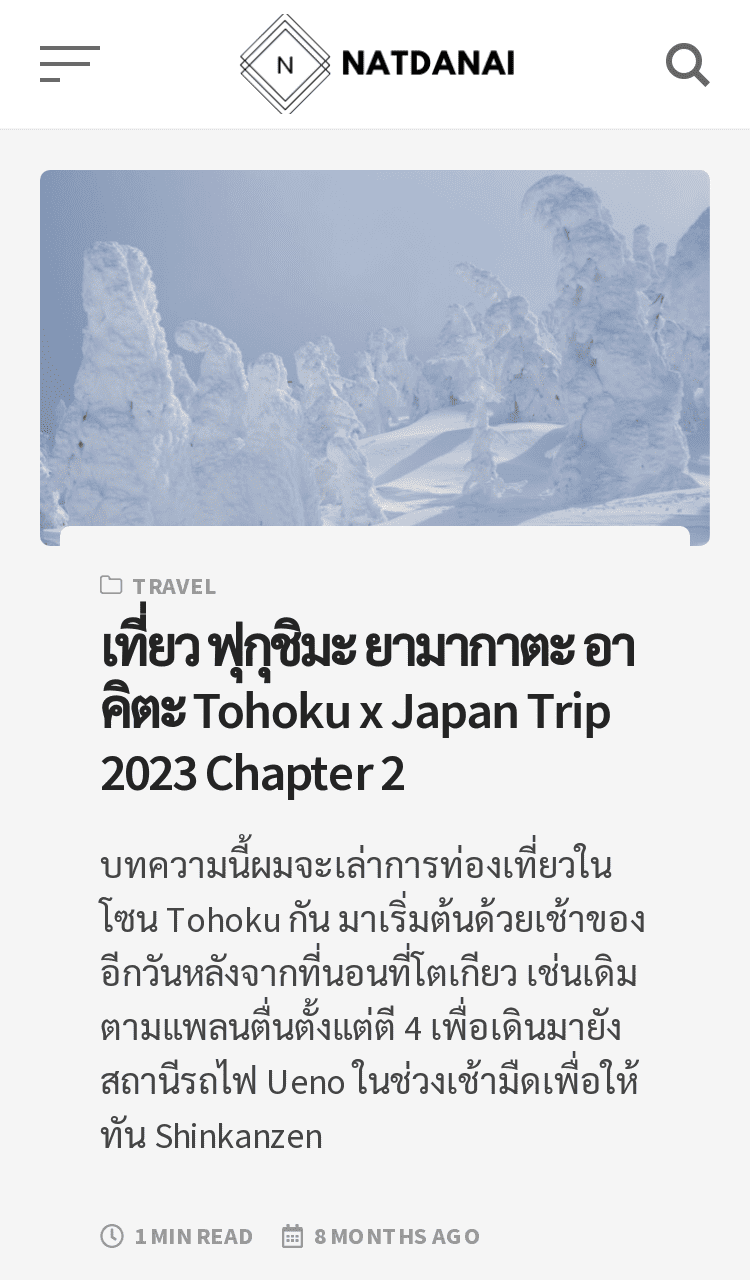 N NATDANAI
TRAVEL
เที่ยว ฟุกุชิมะ ยามากาตะ อา
คิตะ Tohoku x Japan Trip
2023 Chapter 2
บทความนี้ผมจะเล่าการท่องเที่ยวใน
โซน Tohoku กัน มาเริ่มต้นด้วยเช้าของ
อีกวันหลังจากที่นอนที่โตเกียว เช่นเดิม
ตามแพลนตื่นตั้งแต่ตี 4 เพื่อเดินมายัง
สถานีรถไฟ Ueno ในช่วงเช้ามืดเพื่อให้
ทัน Shinkanzen
1 MIN READ 8 MONTHS AGO